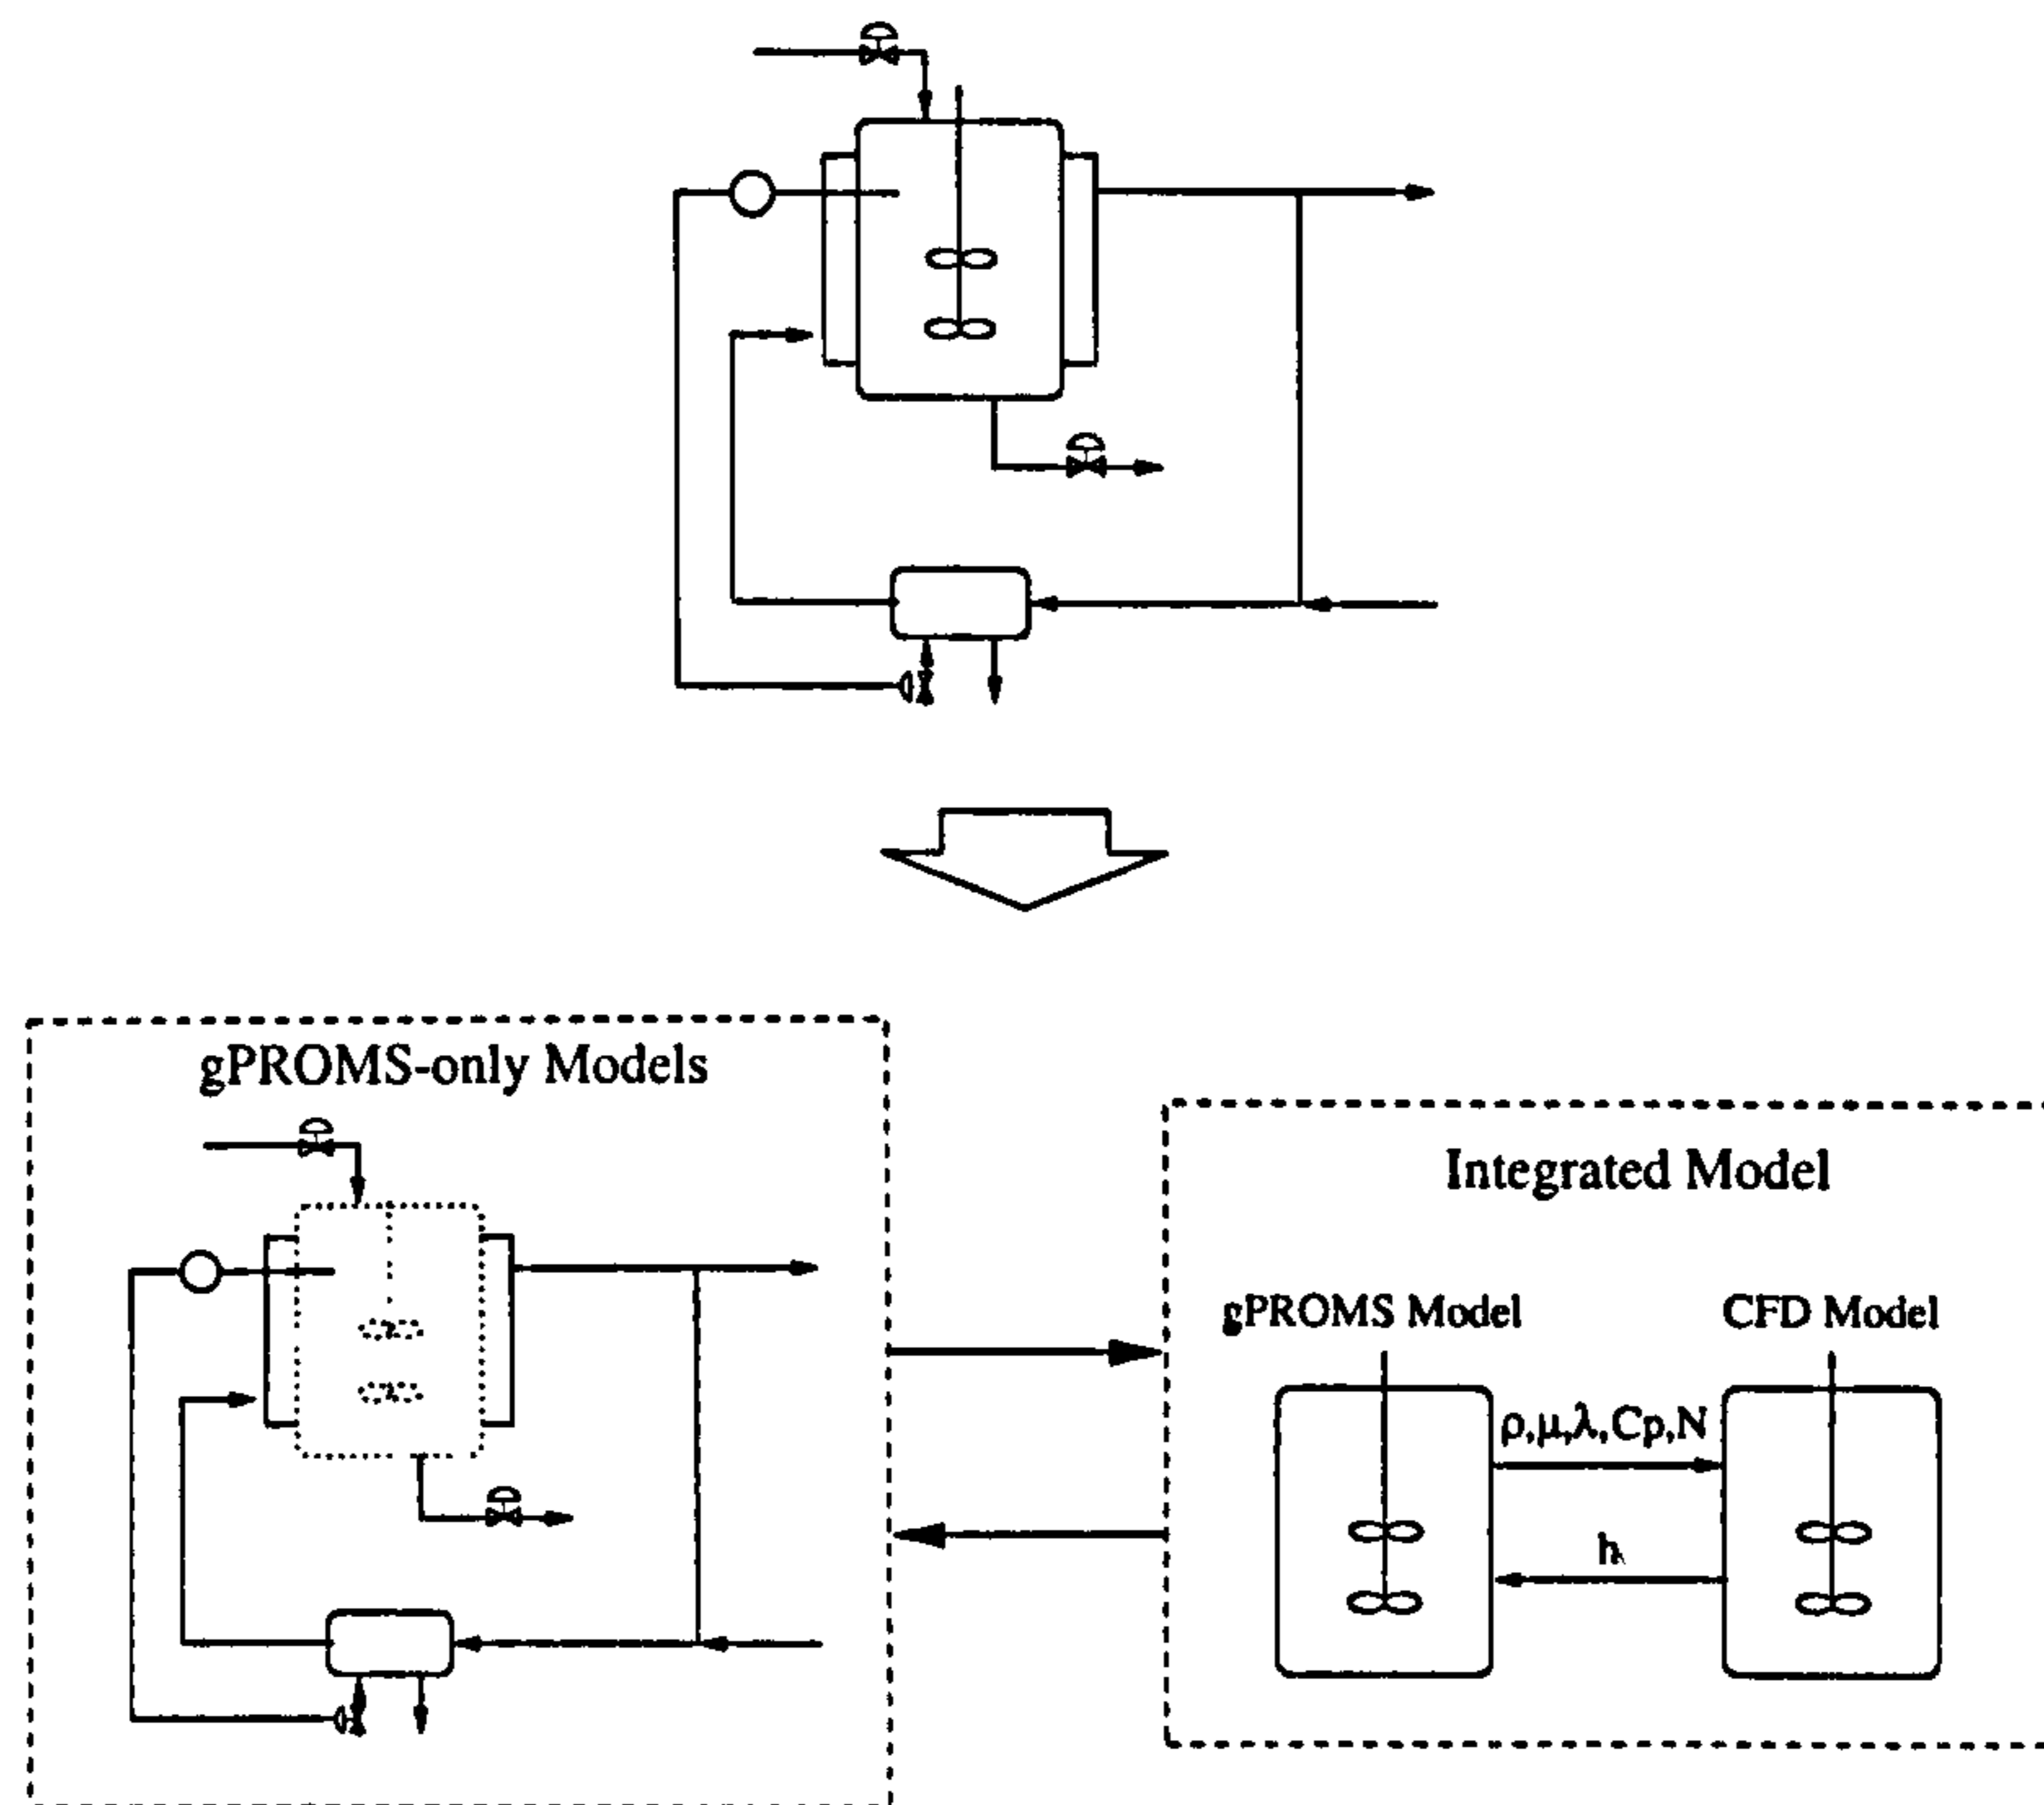 gPROMS-only Models
Integrated Model
gPROMS Model
CFD Model
ρ,μ,λ,Cp,N
h